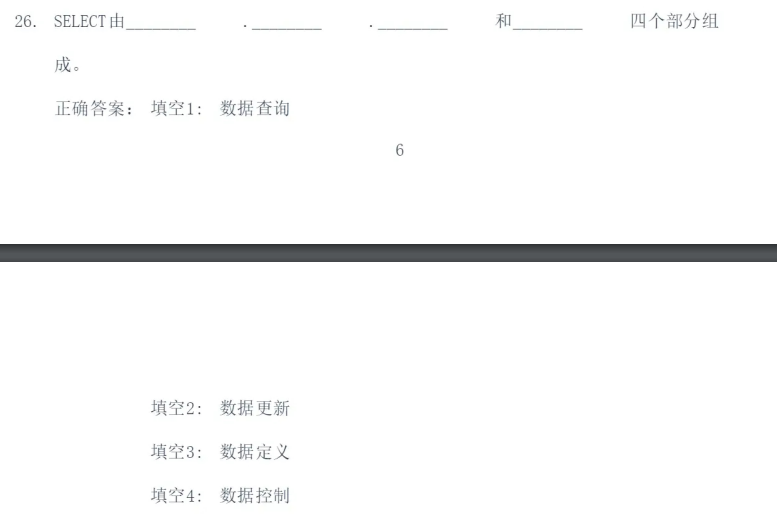 26. SELECT由________ .________ .________ 和________ 四个部分组
成。
正确答案: 填空1: 数据查询
6
填空2: 数据更新
填空3: 数据定义
填空4: 数据控制